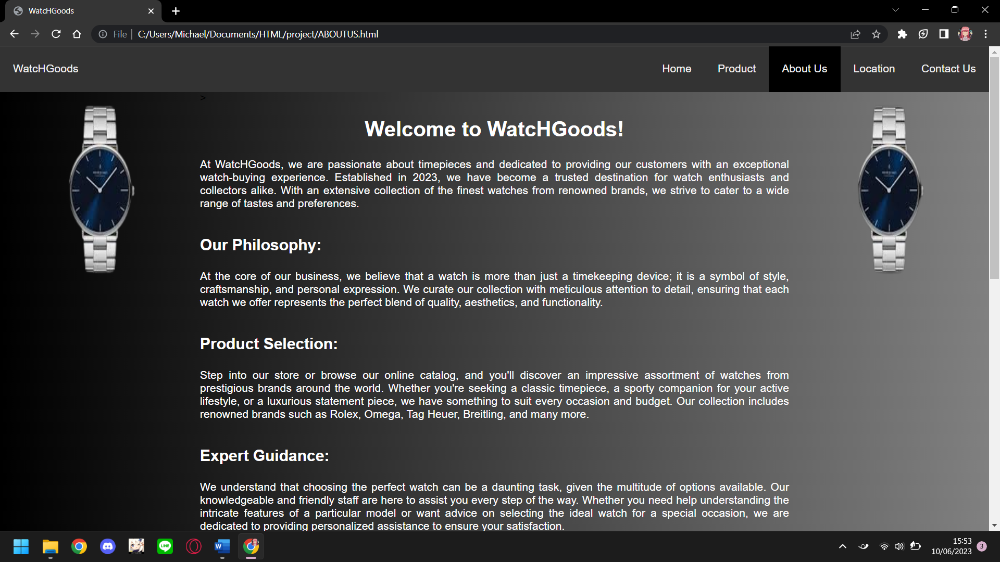 WatcHGoods
File
C:/Users/Michael/Documents/HTML/project/ABOUTUS.html
WatcHGoods
Home
Product
About Us
Location
Contact Us
>
Welcome to WatcHGoods!
At WatcHGoods, we are passionate about timepieces and dedicated to providing our customers with an exceptional
watch-buying experience. Established in 2023, we have become a trusted destination for watch enthusiasts and
collectors alike. With an extensive collection of the finest watches from renowned brands, we strive to cater to a wide
range of tastes and preferences.
Our Philosophy:
At the core of our business, we believe that a watch is more than just a timekeeping device; it is a symbol of style,
craftsmanship, and personal expression. We curate our collection with meticulous attention to detail, ensuring that each
watch we offer represents the perfect blend of quality, aesthetics, and functionality.
Product Selection:
Step into our store or browse our online catalog, and you'll discover an impressive assortment of watches from
prestigious brands around the world. Whether you're seeking a classic timepiece, a sporty companion for your active
lifestyle, or a luxurious statement piece, we have something to suit every occasion and budget. Our collection includes
renowned brands such as Rolex, Omega, Tag Heuer, Breitling, and many more.
Expert Guidance:
We understand that choosing the perfect watch can be a daunting task, given the multitude of options available. Our
knowledgeable and friendly staff are here to assist you every step of the way. Whether you need help understanding the
intricate features of a particular model or want advice on selecting the ideal watch for a special occasion, we are
dedicated to providing personalized assistance to ensure your satisfaction.
LINE
W
15:53
10/06/2023
3